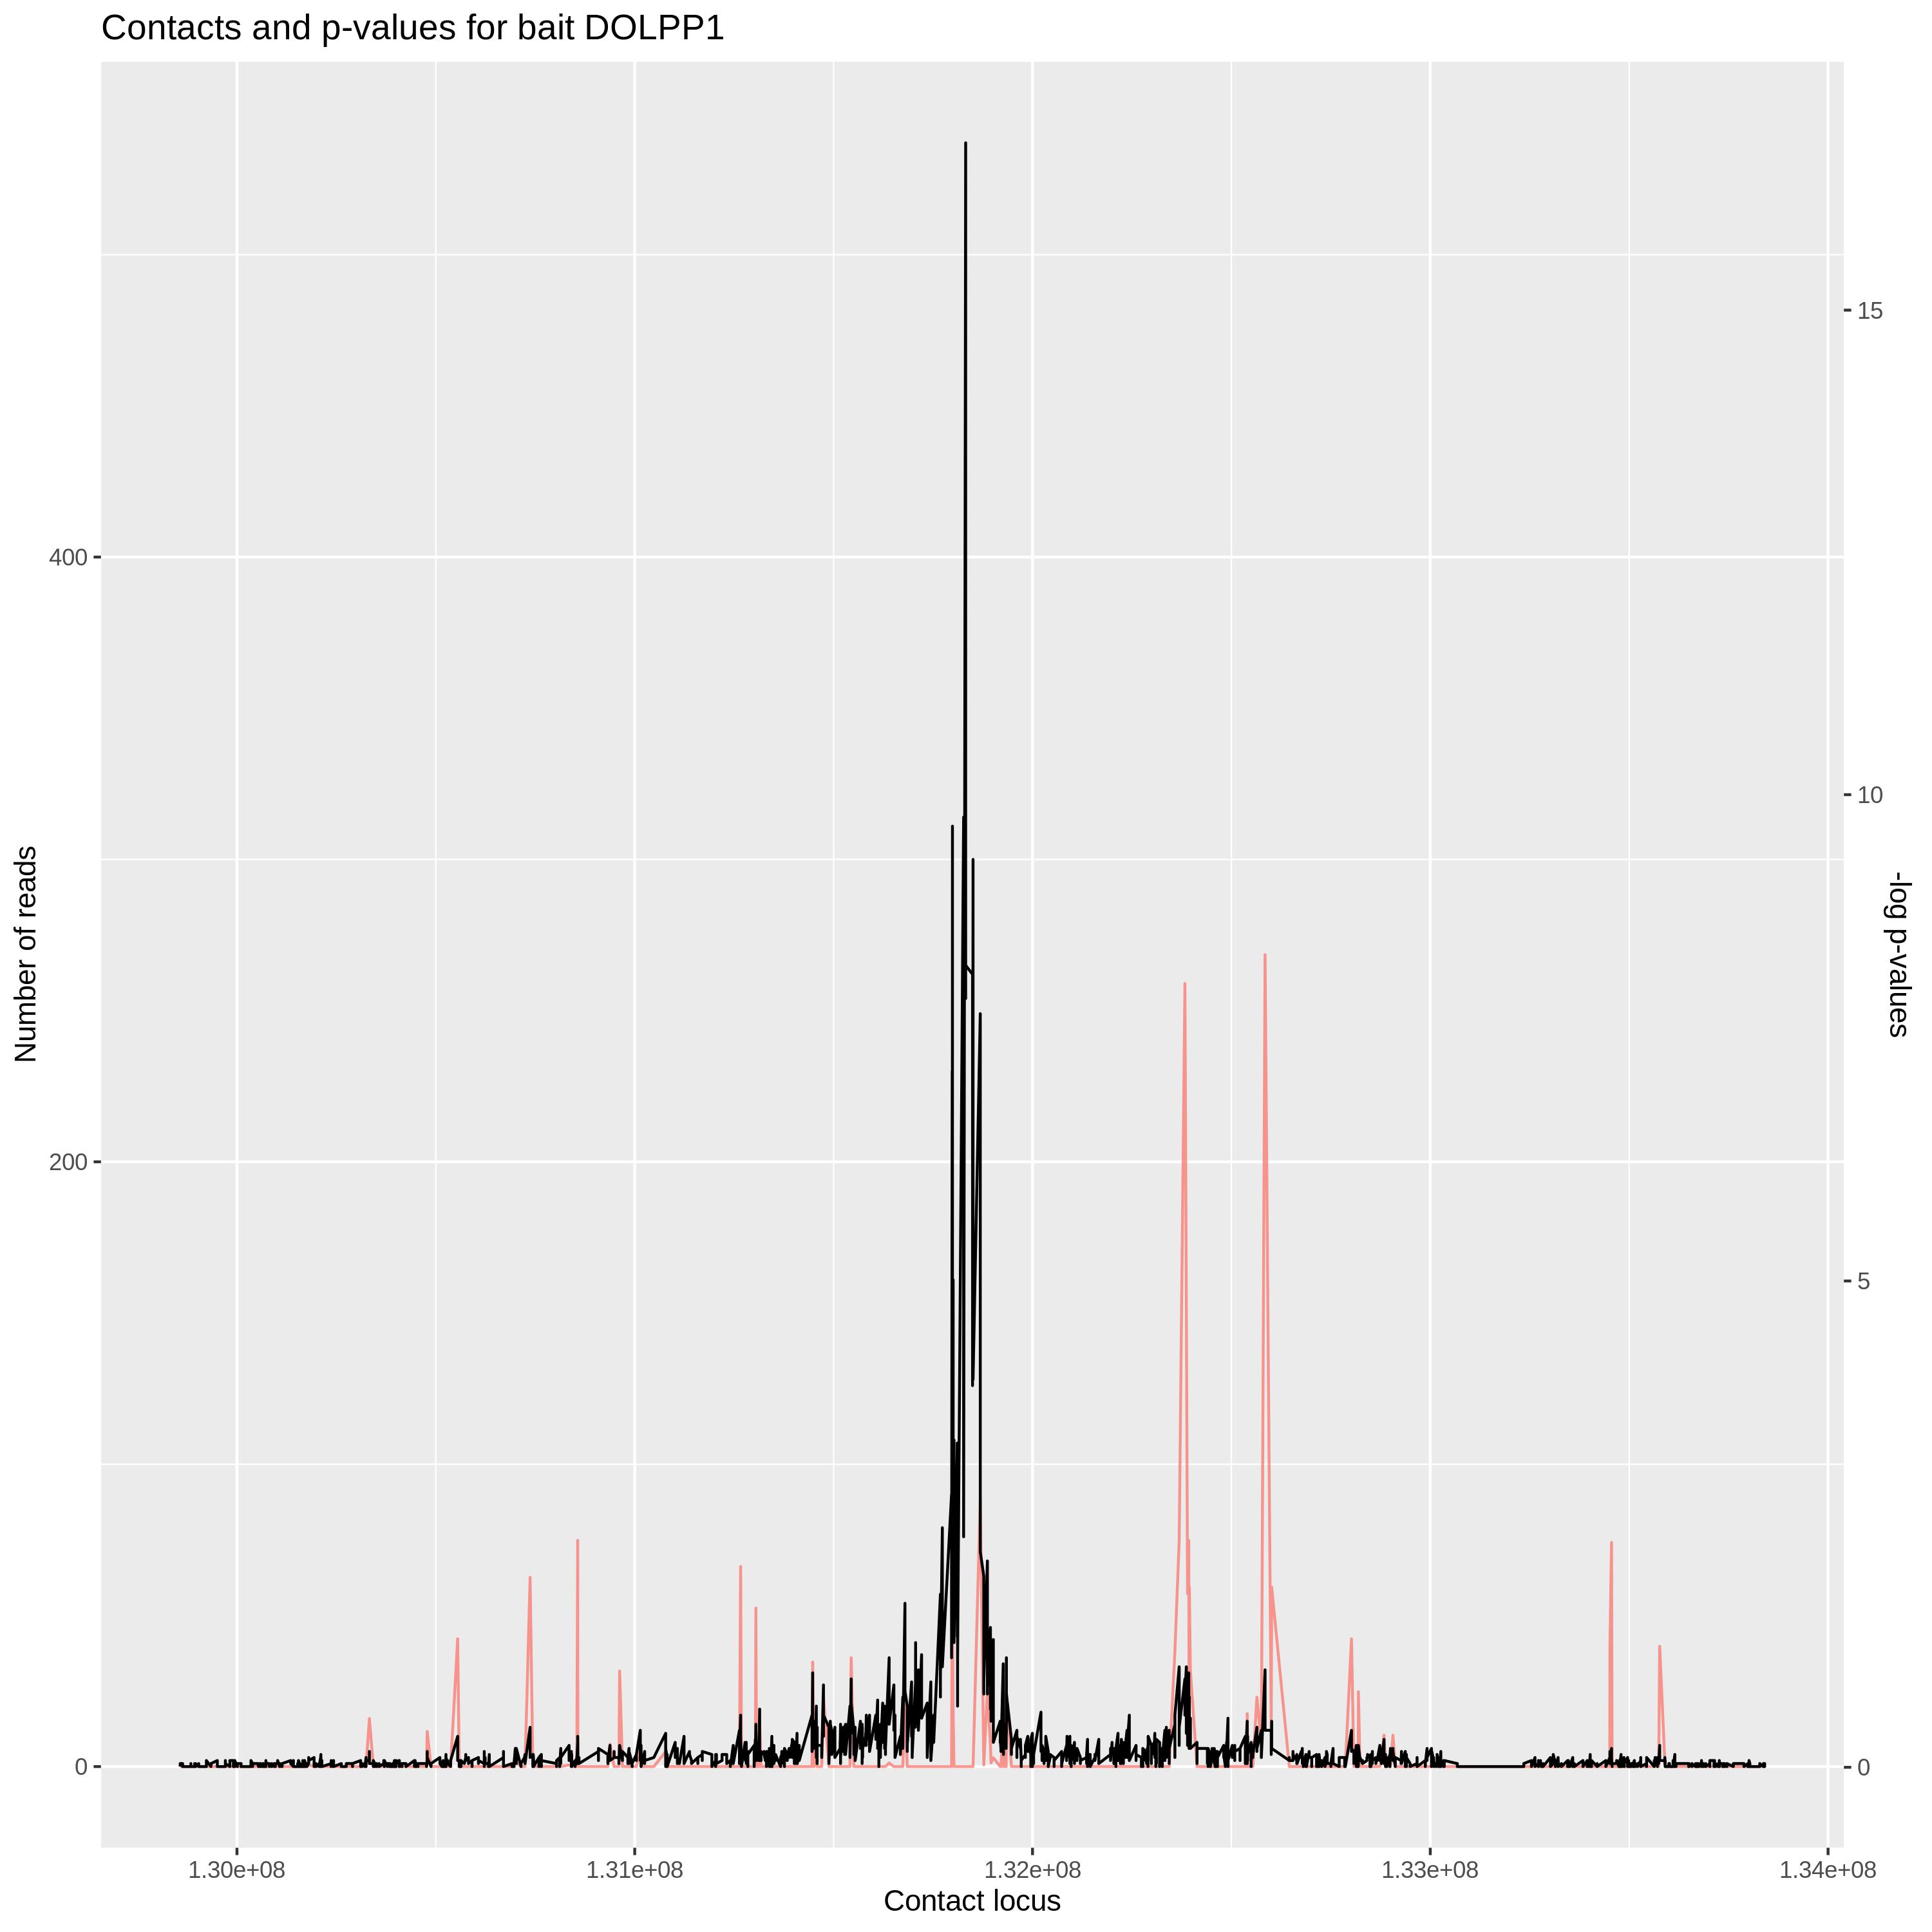 Contacts and p-values for bait DOLPP1
Number of reads
400
200
0
15
10
5
0
-log p-values
1.30e+08
1.31e+08
1.32e+08
1.33e+08
1.34e+08
Contact locus